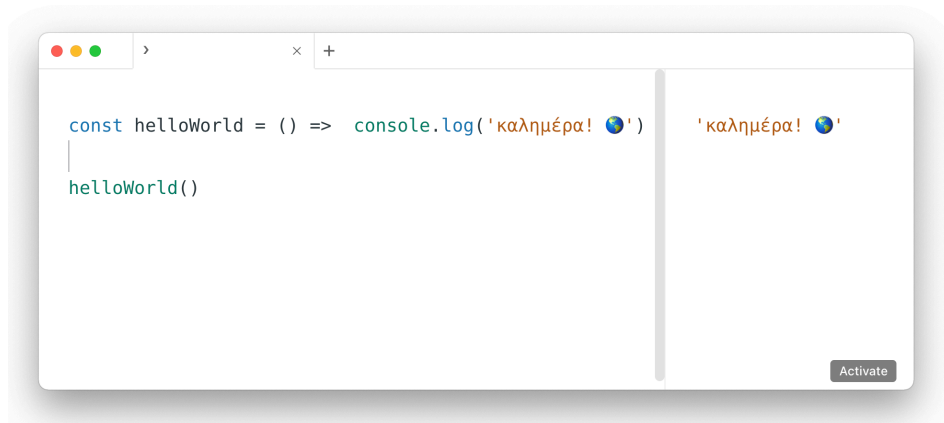 const helloWorld = () =>  console.log('καλημέρα! 🌎')
helloWorld()
'καλημέρα! 🌎'
Activate